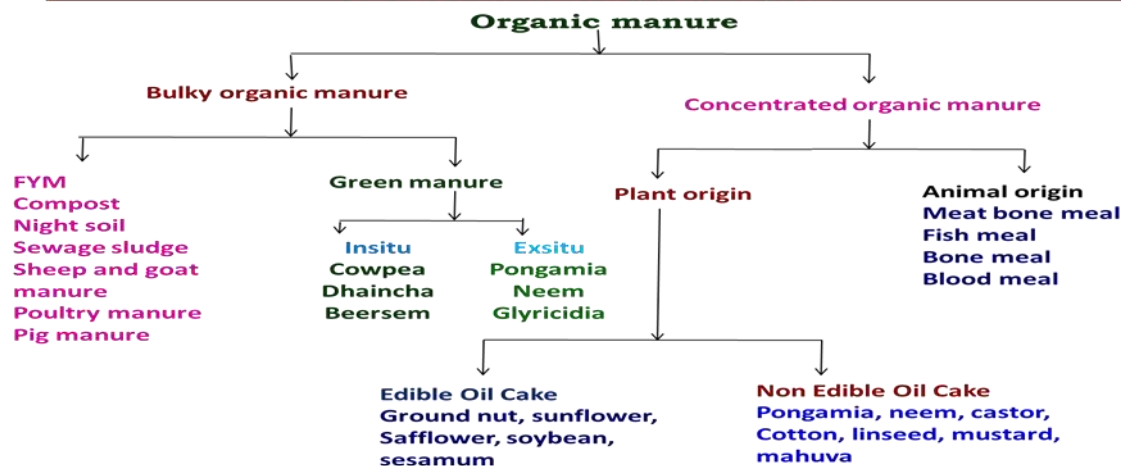 Organic manure
Bulky organic manure
Concentrated organic manure
FYM
Compost
Night soil
Sewage sludge
Sheep and goat
manure
Poultry manure
Pig manure
Green manure
Insitu
Cowpea
Dhaincha
Beersem
Exsitu
Pongamia
Neem
Glyricidia
Plant origin
Animal origin
Meat bone meal
Fish meal
Bone meal
Blood meal
Edible Oil Cake
Ground nut, sunflower,
Safflower, soybean,
sesamum
Non Edible Oil Cake
Pongamia, neem, castor,
Cotton, linseed, mustard,
mahuva